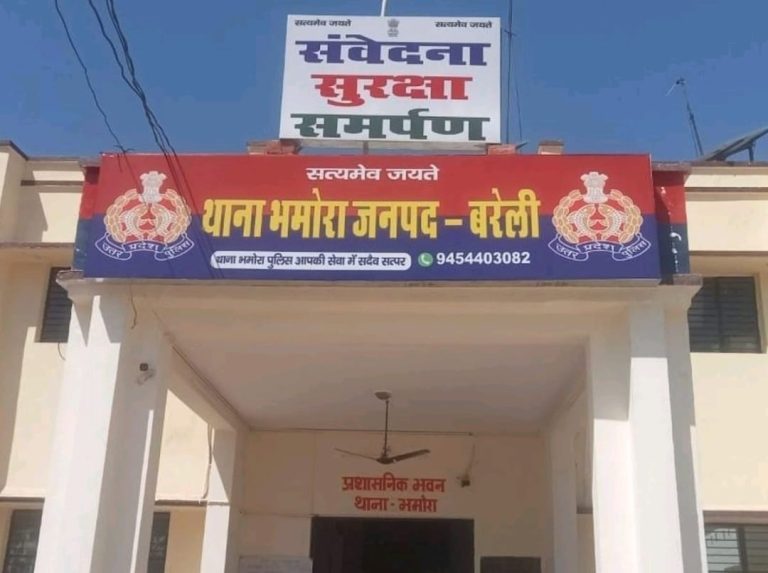 सत्यमेव जयते सत्यमेव जयते
संवेदना
सुरक्षा
समर्पण
सत्यमेव जयते
थाना भमोरा जनपद - बरेली
उत्तर प्रदेश पुलिस
उत्तर प्रदेश पुलिस
थाना भमोरा पुलिस आपकी सेवा में सदैव सत्पर 9454403082
प्रशासनिक भवन
थाना - भमोरा